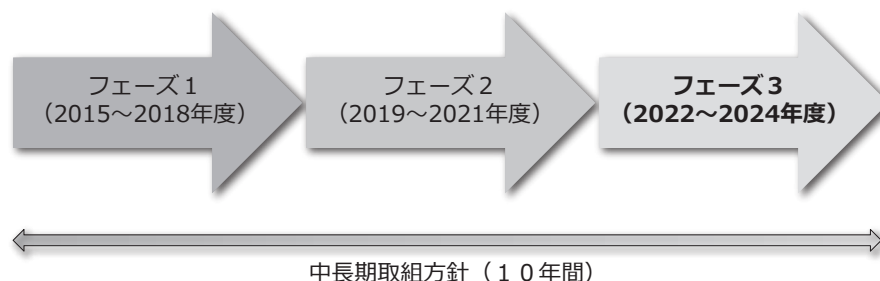 フェーズ１
（2015～2018年度）
フェーズ２
（2019～2021年度）
フェーズ３
（2022～2024年度）
中長期取組方針（１０年間）